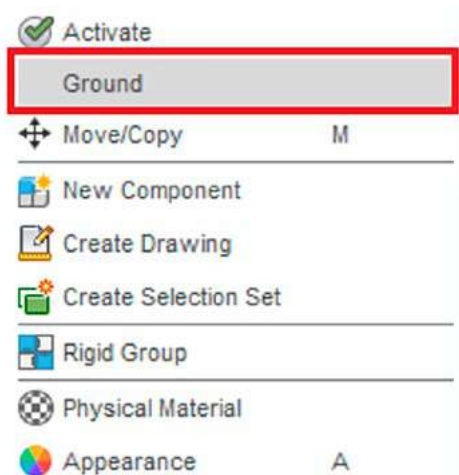 Activate
Ground
Move/Copy M
New Component
Create Drawing
Create Selection Set
Rigid Group
Physical Material
Appearance A